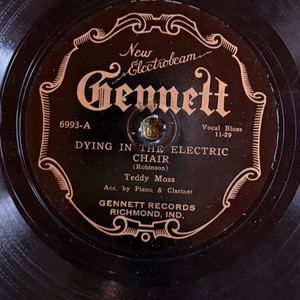 New
Electrobeam
Gennett
6993-A
Vocal Blues
11-29
DYING IN THE ELECTRIC
CHAIR
(Robinson)
Teddy Moss
Acc. by Piano & Clarinet
GENNETT RECORDS
RICHMOND, IND.